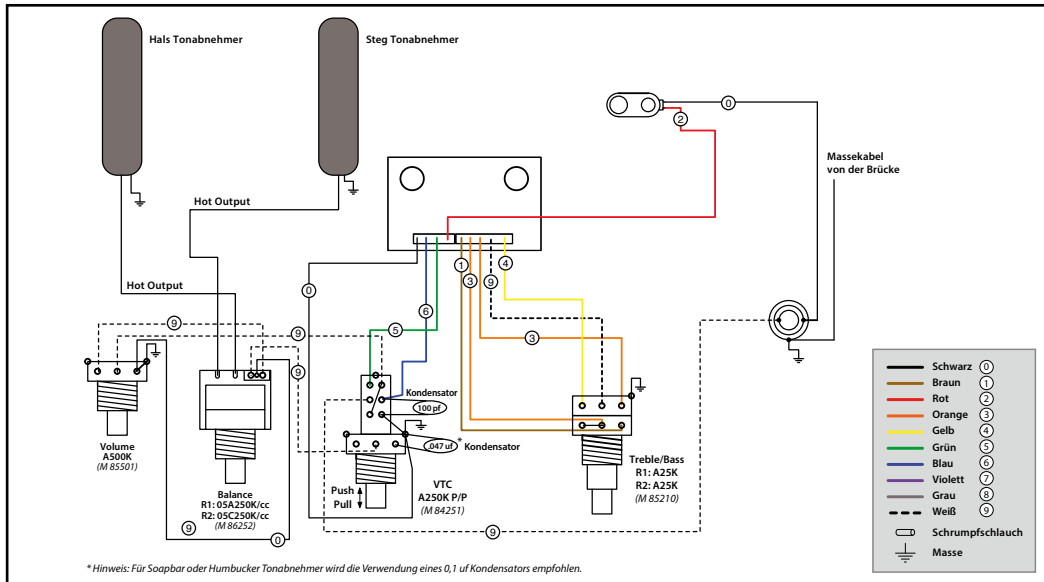 Hals Tonabnehmer
Steg Tonabnehmer
0
2
Massekabel
von der Brücke
Hot Output
Hot Output
1
4
3
9
0
6
9
9
5
3
9
Kondensator
100 pf
.047 uf
* Kondensator
Volume
A500K
(M 85501)
Balance
R1: 05A250K/cc
R2: 05C250K/cc
(M 86252)
Push
Pull
VTC
A250K P/P
(M 84251)
Treble/Bass
R1: A25K
R2: A25K
(M 85210)
9
0
9
Schwarz 0
Braun 1
Rot 2
Orange 3
Gelb 4
Grün 5
Blau 6
Violett 7
Grau 8
Weiß 9
Schrumpfschlauch
Masse
* Hinweis: Für Soapbar oder Humbucker Tonabnehmer wird die Verwendung eines 0,1 uf Kondensators empfohlen.